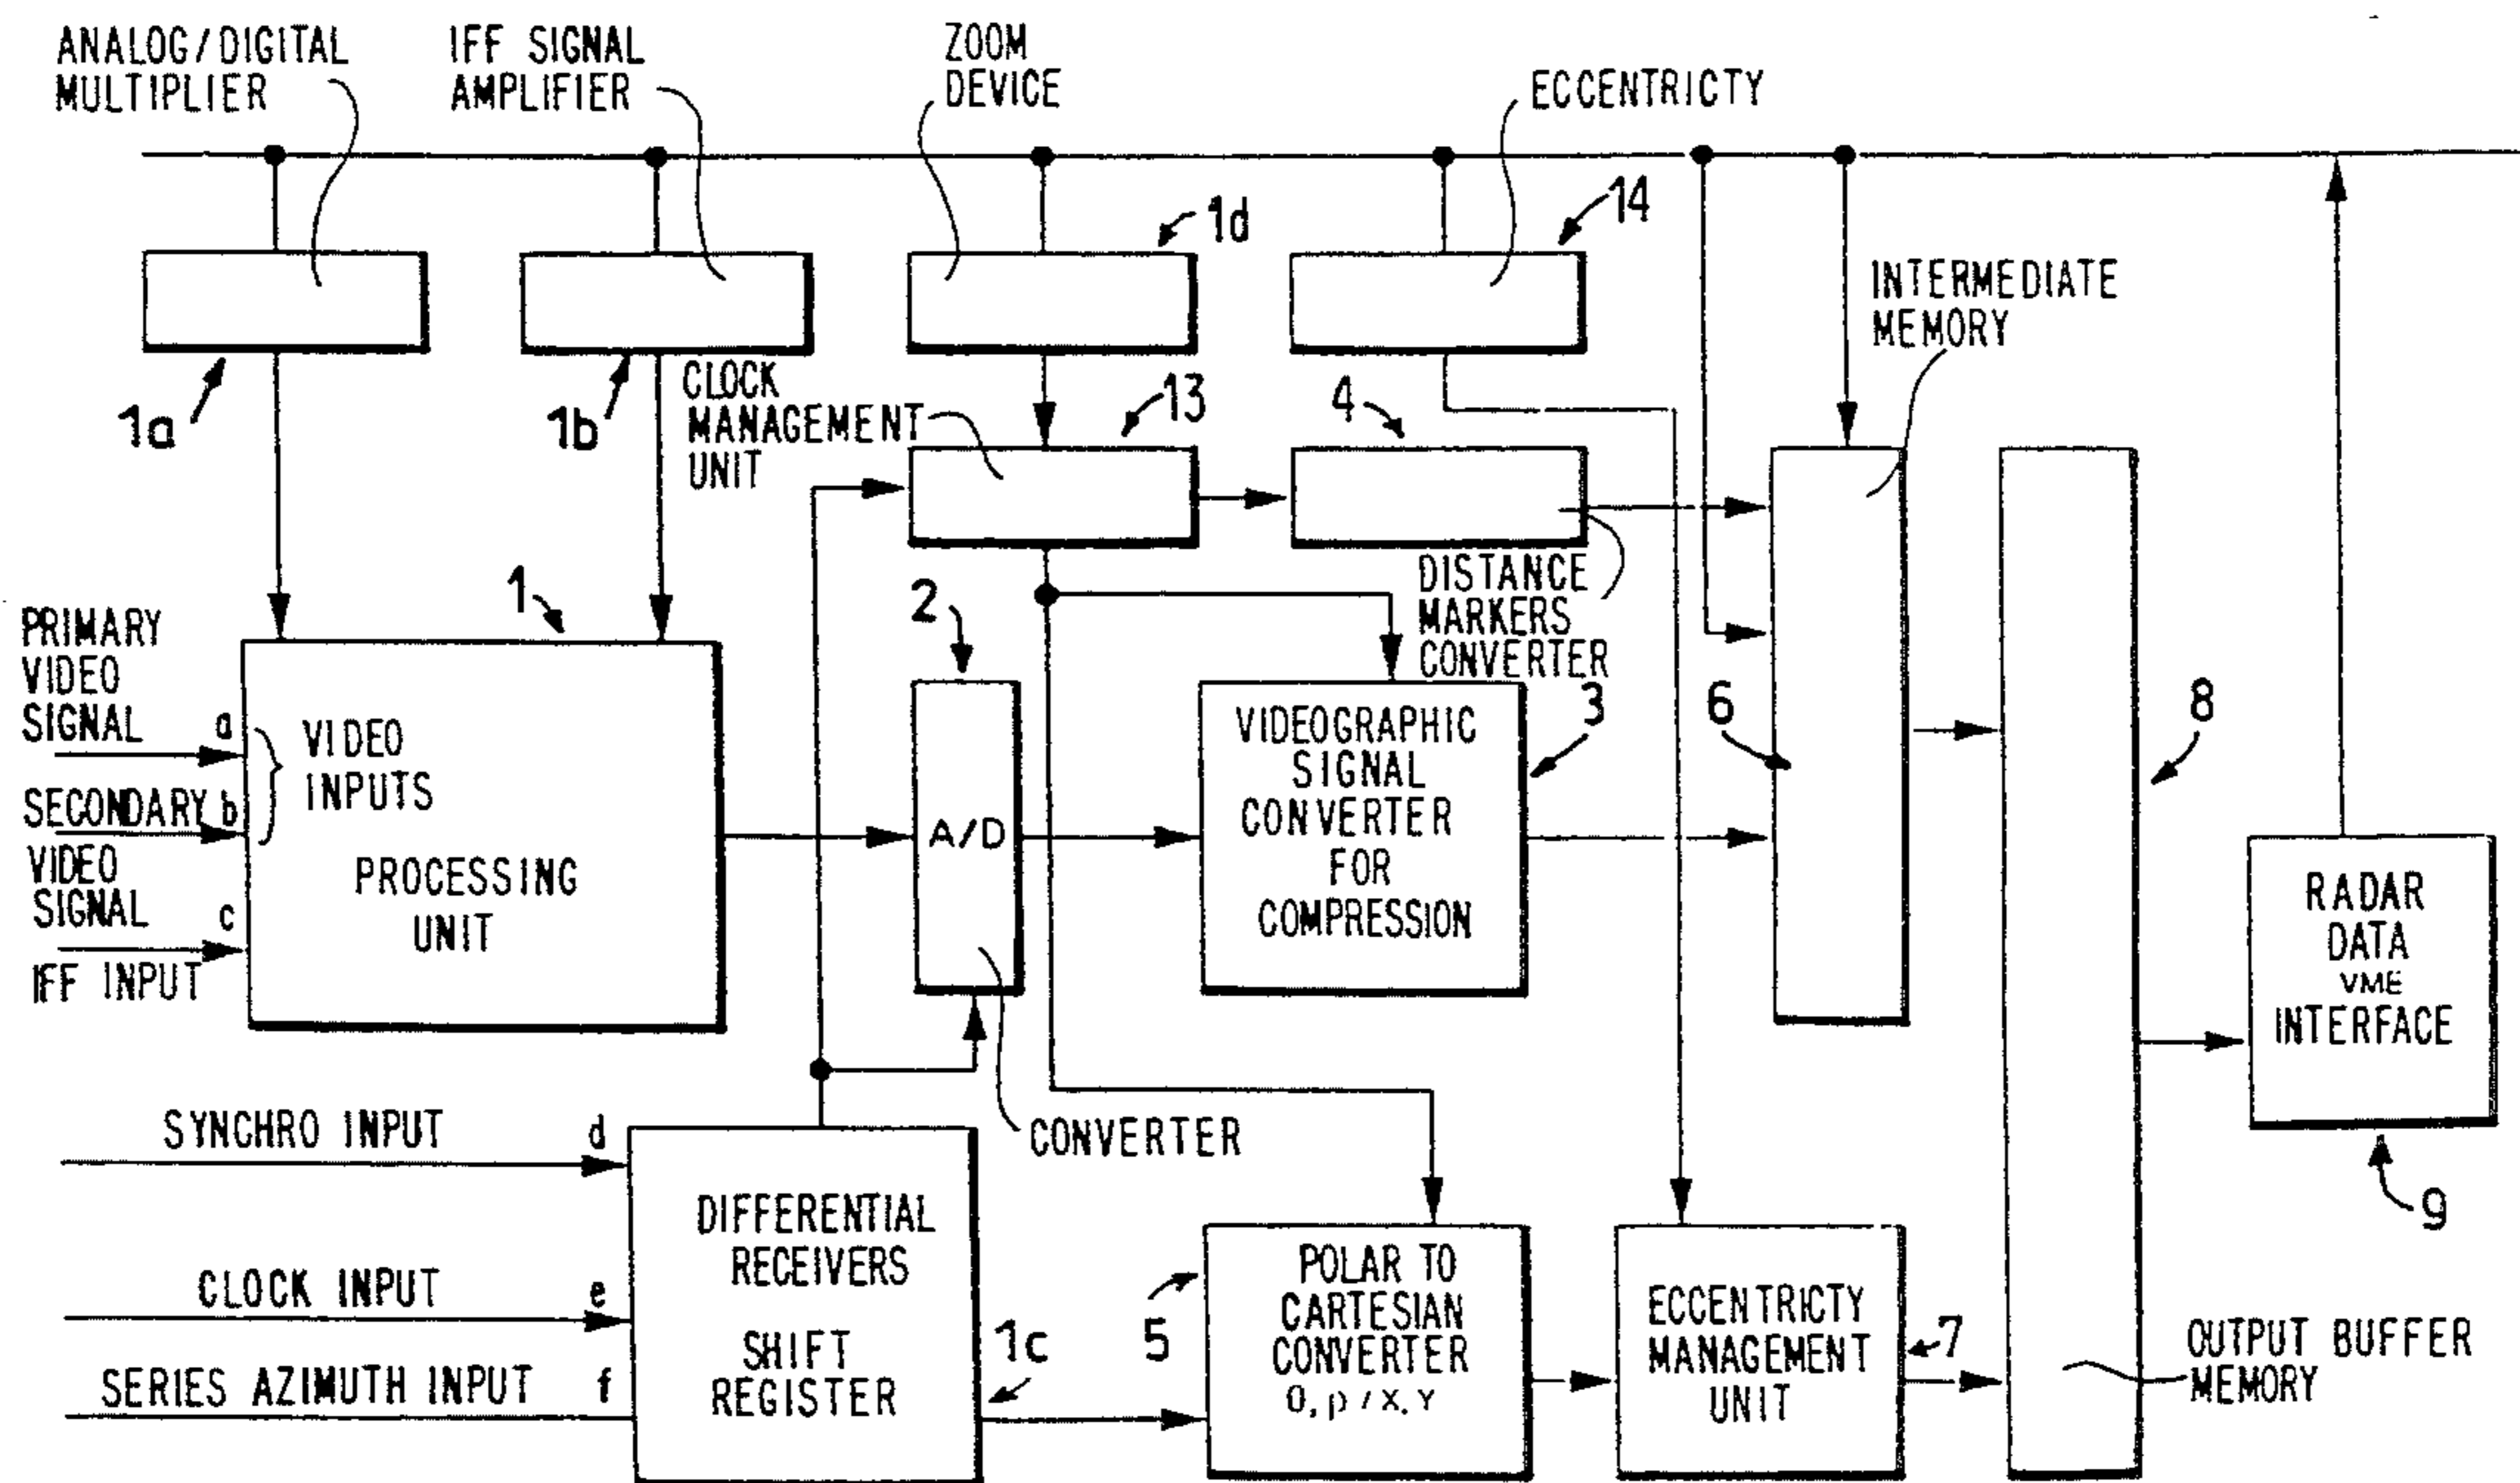 ANALOG/DIGITAL
MULTIPLIER
IFF SIGNAL
AMPLIFIER
ZOOM
DEVICE
ECCENTRICTY
1d
14
INTERMEDIATE
MEMORY
1a
1b
CLOCK
MANAGEMENT
UNIT
13
4
DISTANCE
MARKERS
CONVERTER
1
2
PRIMARY
VIDEO
SIGNAL
a
SECONDARY b
VIDEO
SIGNAL
c
IFF INPUT
VIDEO
INPUTS
PROCESSING
UNIT
A/D
VIDEOGRAPHIC
SIGNAL
CONVERTER
FOR
COMPRESSION
3
6
8
RADAR
DATA
VME
INTERFACE
9
SYNCHRO INPUT d
CLOCK INPUT e
SERIES AZIMUTH INPUT f
DIFFERENTIAL
RECEIVERS
SHIFT
REGISTER
1c
CONVERTER
5
POLAR TO
CARTESIAN
CONVERTER
θ, ρ / X, Y
ECCENTRICTY
MANAGEMENT
UNIT
7
OUTPUT BUFFER
MEMORY